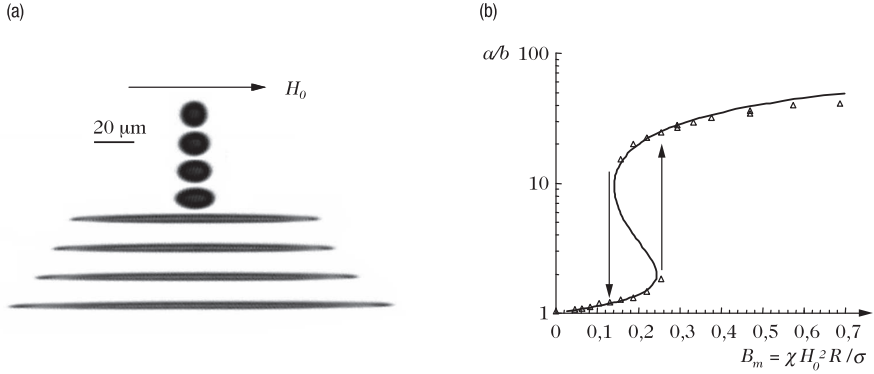 (a)
H₀
20 µm
(b)
a/b
100
10
1
0 0,1 0,2 0,3 0,4 0,5 0,6 0,7
Bₘ = χH₀²R/σ